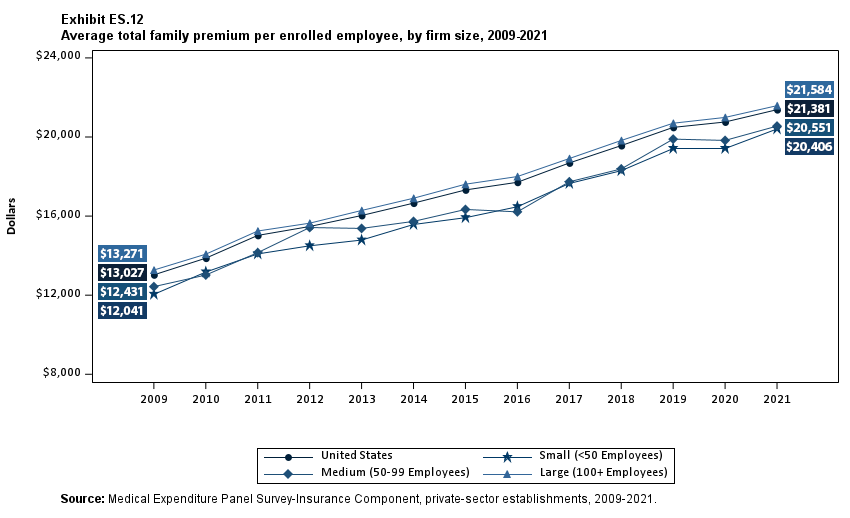 Exhibit ES.12
Average total family premium per enrolled employee, by firm size, 2009-2021
$24,000
$20,000
$16,000
$12,000
$8,000
Dollars
$13,271
$13,027
$12,431
$12,041
$21,584
$21,381
$20,551
$20,406
2009 2010 2011 2012 2013 2014 2015 2016 2017 2018 2019 2020 2021
United States Small (<50 Employees)
Medium (50-99 Employees) Large (100+ Employees)
Source: Medical Expenditure Panel Survey-Insurance Component, private-sector establishments, 2009-2021.